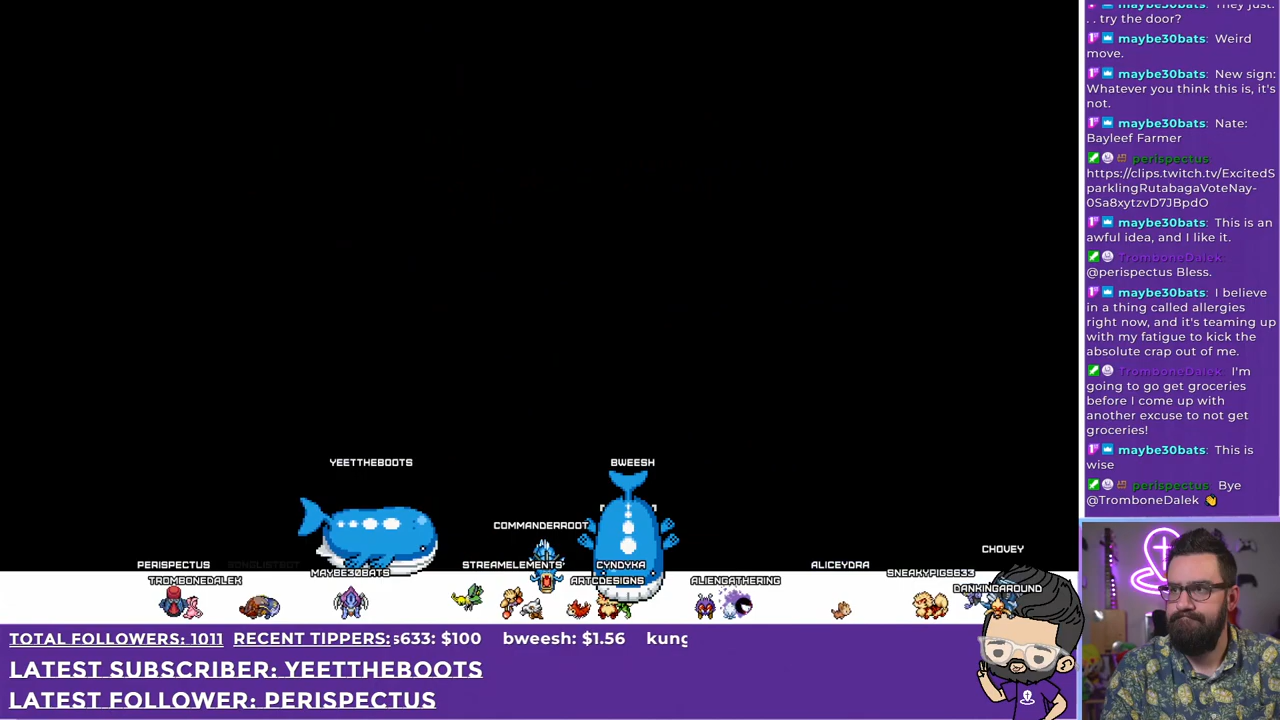 maybe30bats: They just.
. . try the door?
maybe30bats: Weird
move.
maybe30bats: New sign:
Whatever you think this is, it's
not.
maybe30bats: Nate:
Bayleef Farmer
perispectus:
https://clips.twitch.tv/ExcitedS
parklingRutabagaVoteNay-
0Sa8xytzvD7JBpdO
maybe30bats: This is an
awful idea, and I like it.
TromboneDalek:
@perispectus Bless.
maybe30bats: I believe
in a thing called allergies
right now, and it's teaming up
with my fatigue to kick the
absolute crap out of me.
TromboneDalek: I'm
going to go get groceries
before I come up with
another excuse to not get
groceries!
maybe30bats: This is
wise
perispectus: Bye
@TromboneDalek
YEETTHEBOOTS
BWEESH
COMMANDERROOT
CHOVEY
PERISPECTUS
SONGLISTBOT
STREAMELEMENTS
CYNDYKA
ALICEYDRA
TROMBONEDALEK
MAYBE30BATS
ARTCDESIGNS
ALIENGATHERING
SNEAKYPIGS633
DANKINGAROUND
TOTAL FOLLOWERS: 1011 RECENT TIPPERS: s633: $100 bweesh: $1.56 kung
LATEST SUBSCRIBER: YEETTHEBOOTS
LATEST FOLLOWER: PERISPECTUS